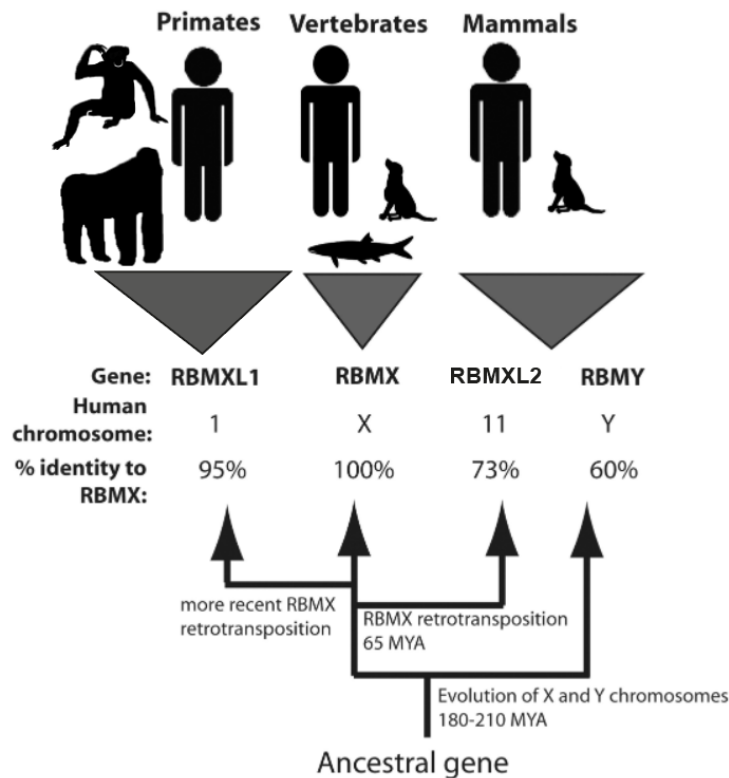 Primates Vertebrates Mammals
Gene: RBMXL1 RBMX RBMXL2 RBMY
Human
chromosome: 1 X 11 Y
% identity to
RBMX: 95% 100% 73% 60%
more recent RBMX
retrotransposition
RBMX retrotransposition
65 MYA
Evolution of X and Y chromosomes
180-210 MYA
Ancestral gene